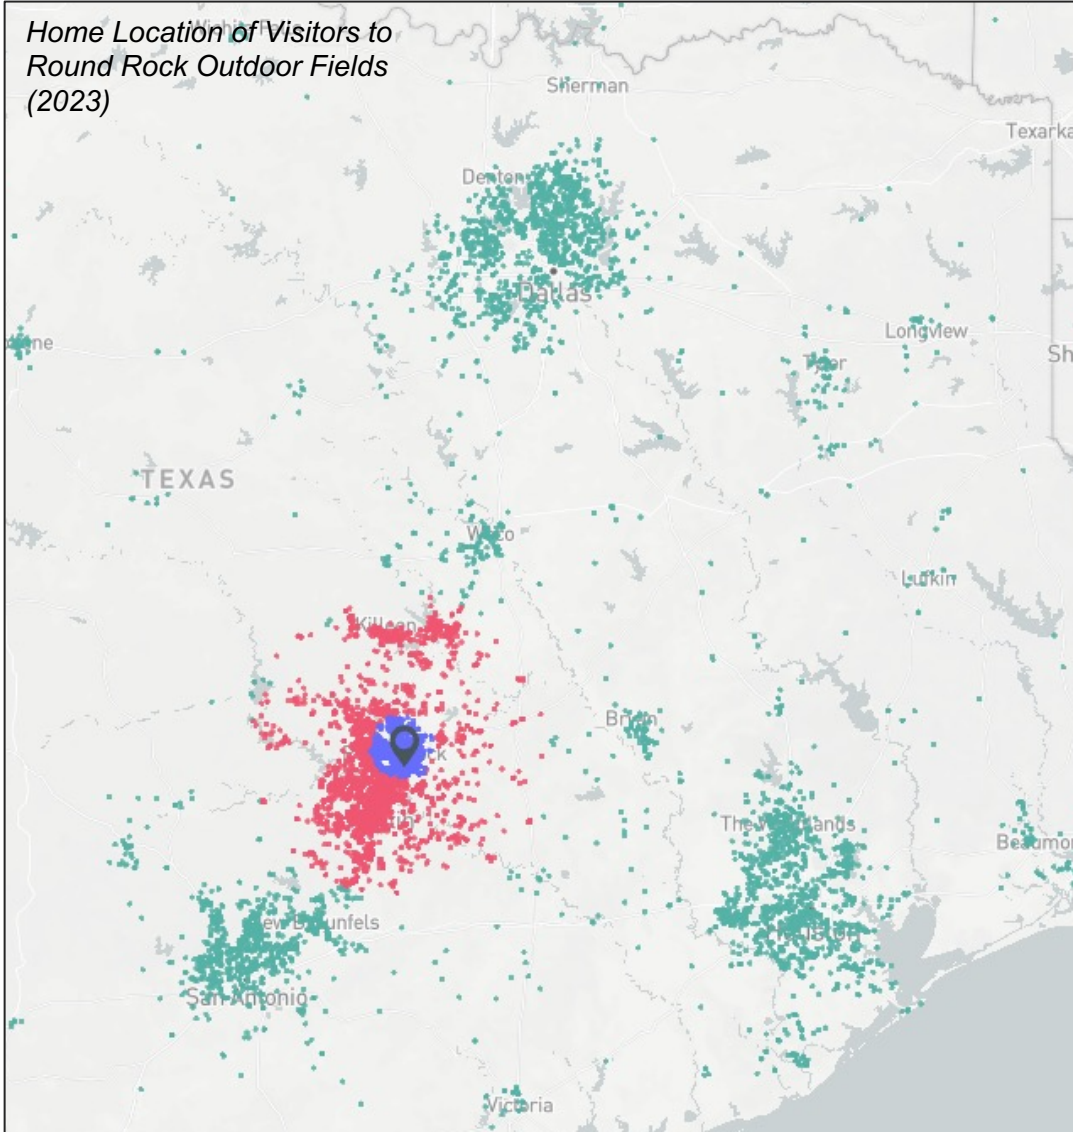 Home Location of Visitors to
Round Rock Outdoor Fields
(2023)
Sherman
Texarka
Denton
Dallas
Longview
Tyler
Sh
TEXAS
Waco
Lufkin
Killeen
Bryan
The Woodlands
Beaumon
Houston
New Braunfels
San Antonio
Victoria